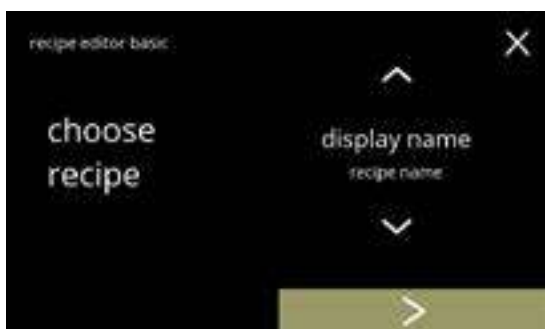 recipe editor basic
choose
recipe
display name
recipe name